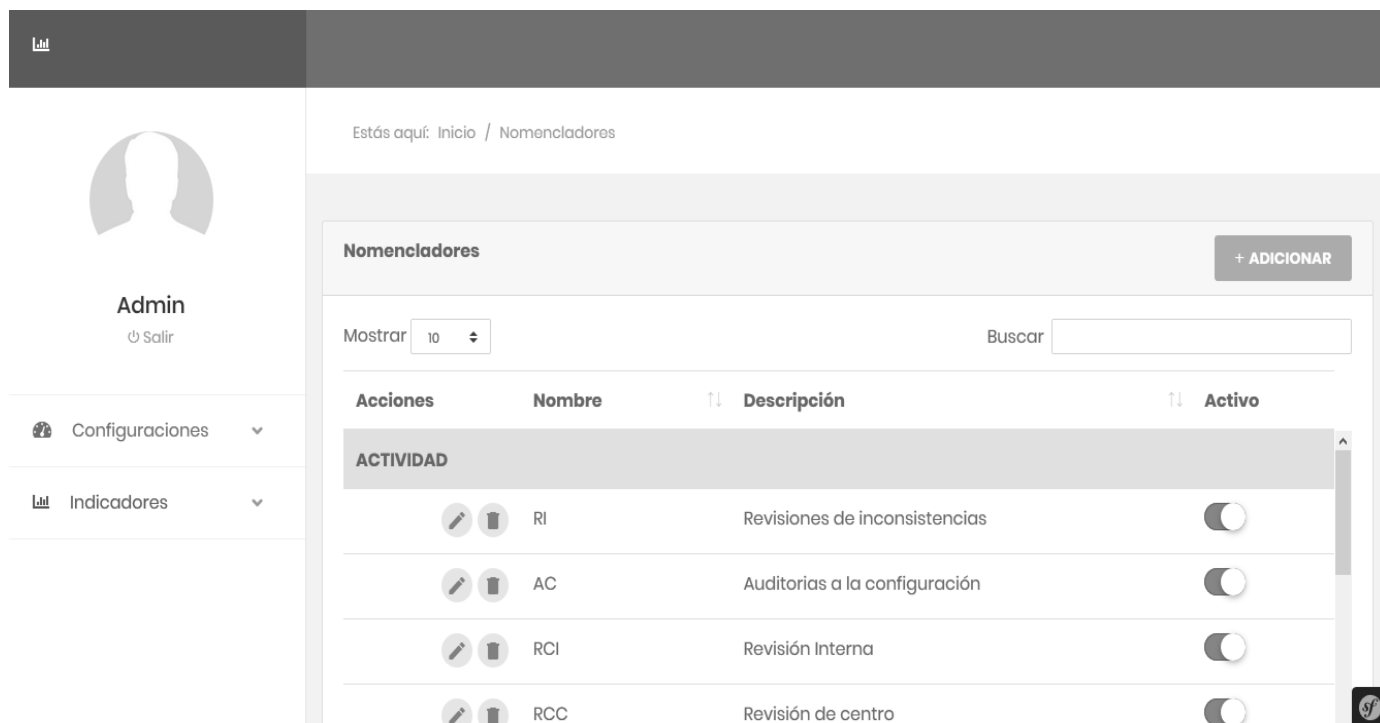 Estás aquí: Inicio / Nomencladores
Admin
Salir
Configuraciones
Indicadores
Nomencladores
+ ADICIONAR
Mostrar 10 Buscar
Acciones Nombre Descripción Activo
ACTIVIDAD
RI Revisiones de inconsistencias
AC Auditorias a la configuración
RCI Revisión Interna
RCC Revisión de centro
sf